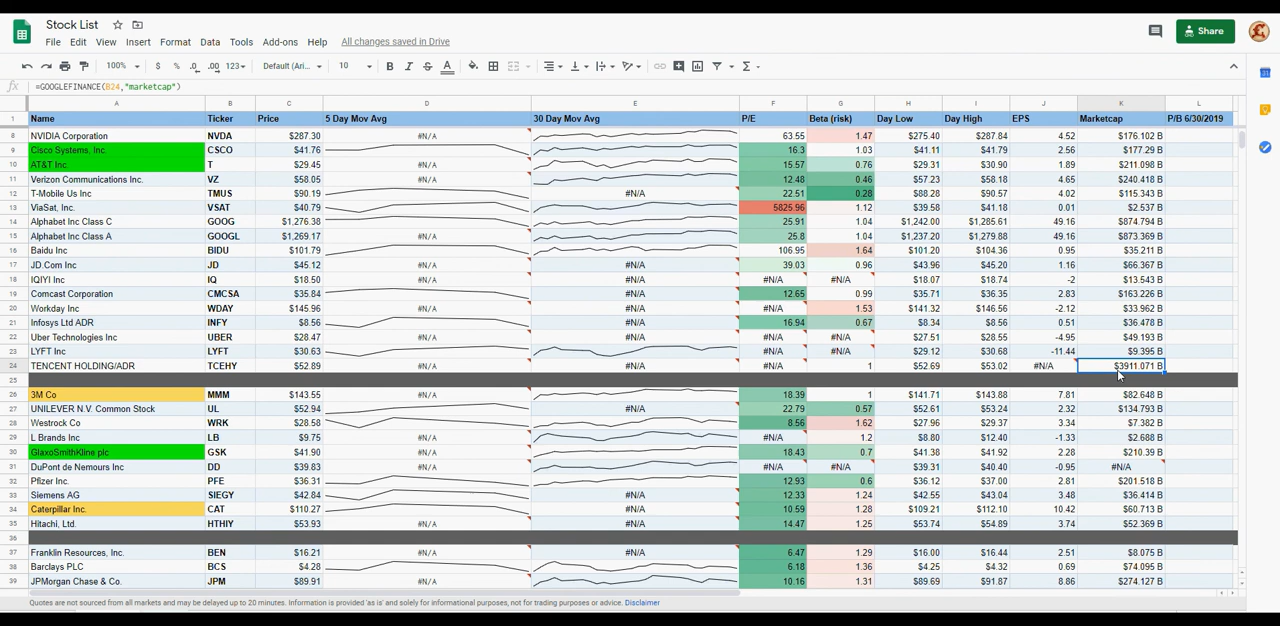 Stock List
File Edit View Insert Format Data Tools Add-ons Help All changes saved in Drive
Share
100% $ % .0 .00 123 Default (Ari... 10 B I S A
fx =GOOGLEFINANCE(B24,"marketcap")
A B C D E F G H I J K L
1 Name Ticker Price 5 Day Mov Avg 30 Day Mov Avg P/E Beta (risk) Day Low Day High EPS Marketcap P/B 6/30/2019
8 NVIDIA Corporation NVDA $287.30 #N/A 63.55 1.47 $275.40 $287.84 4.52 $176.102 B
9 Cisco Systems, Inc. CSCO $41.76 16.3 1.03 $41.11 $41.79 2.56 $177.29 B
10 AT&T Inc. T $29.45 #N/A 15.57 0.76 $29.31 $30.90 1.89 $211.098 B
11 Verizon Communications Inc. VZ $58.05 #N/A 12.48 0.46 $57.23 $58.18 4.65 $240.418 B
12 T-Mobile Us Inc TMUS $90.19 #N/A 22.51 0.28 $88.28 $90.57 4.02 $115.343 B
13 ViaSat, Inc. VSAT $40.79 5825.96 1.12 $39.58 $41.18 0.01 $2.537 B
14 Alphabet Inc Class C GOOG $1,276.38 25.91 1.04 $1,242.00 $1,285.61 49.16 $874.794 B
15 Alphabet Inc Class A GOOGL $1,269.17 #N/A 25.8 1.04 $1,237.20 $1,279.88 49.16 $873.369 B
16 Baidu Inc BIDU $101.79 106.95 1.64 $101.20 $104.36 0.95 $35.211 B
17 JD.Com Inc JD $45.12 #N/A #N/A 39.03 0.96 $43.96 $45.20 1.16 $66.367 B
18 IQIYI Inc IQ $18.50 #N/A #N/A #N/A #N/A $18.07 $18.74 -2 $13.543 B
19 Comcast Corporation CMCSA $35.84 #N/A 12.65 0.99 $35.71 $36.35 2.83 $163.226 B
20 Workday Inc WDAY $145.96 #N/A #N/A #N/A 1.53 $141.32 $146.56 -2.12 $33.962 B
21 Infosys Ltd ADR INFY $8.56 #N/A 16.94 0.67 $8.34 $8.56 0.51 $36.478 B
22 Uber Technologies Inc UBER $28.47 #N/A #N/A #N/A #N/A $27.51 $28.55 -4.95 $49.193 B
23 LYFT Inc LYFT $30.63 #N/A #N/A #N/A $29.12 $30.68 -11.44 $9.395 B
24 TENCENT HOLDING/ADR TCEHY $52.89 #N/A #N/A #N/A 1 $52.69 $53.02 #N/A $3911.071 B
25
26 3M Co MMM $143.55 #N/A 18.39 1 $141.71 $143.88 7.81 $82.648 B
27 UNILEVER N.V. Common Stock UL $52.94 #N/A 22.79 0.57 $52.61 $53.24 2.32 $134.793 B
28 Westrock Co WRK $28.58 8.56 1.62 $27.96 $29.37 3.34 $7.382 B
29 L Brands Inc LB $9.75 #N/A #N/A 1.2 $8.80 $12.40 -1.33 $2.688 B
30 GlaxoSmithKline plc GSK $41.90 #N/A 18.43 0.7 $41.38 $41.92 2.28 $210.39 B
31 DuPont de Nemours Inc DD $39.83 #N/A #N/A #N/A $39.31 $40.40 -0.95 #N/A
32 Pfizer Inc. PFE $36.31 12.93 0.6 $36.12 $37.00 2.81 $201.518 B
33 Siemens AG SIEGY $42.84 #N/A 12.33 1.24 $42.55 $43.04 3.48 $36.414 B
34 Caterpillar Inc. CAT $110.27 10.59 1.28 $109.21 $112.10 10.42 $60.713 B
35 Hitachi, Ltd. HTHIY $53.93 #N/A #N/A 14.47 1.25 $53.74 $54.89 3.74 $52.369 B
36
37 Franklin Resources, Inc. BEN $16.21 #N/A #N/A 6.47 1.29 $16.00 $16.44 2.51 $8.075 B
38 Barclays PLC BCS $4.28 6.18 1.36 $4.25 $4.32 0.69 $74.095 B
39 JPMorgan Chase & Co. JPM $89.91 #N/A 10.16 1.31 $89.69 $91.87 8.86 $274.127 B
Quotes are not sourced from all markets and may be delayed up to 20 minutes. Information is provided 'as is' and solely for informational purposes, not for trading purposes or advice. Disclaimer